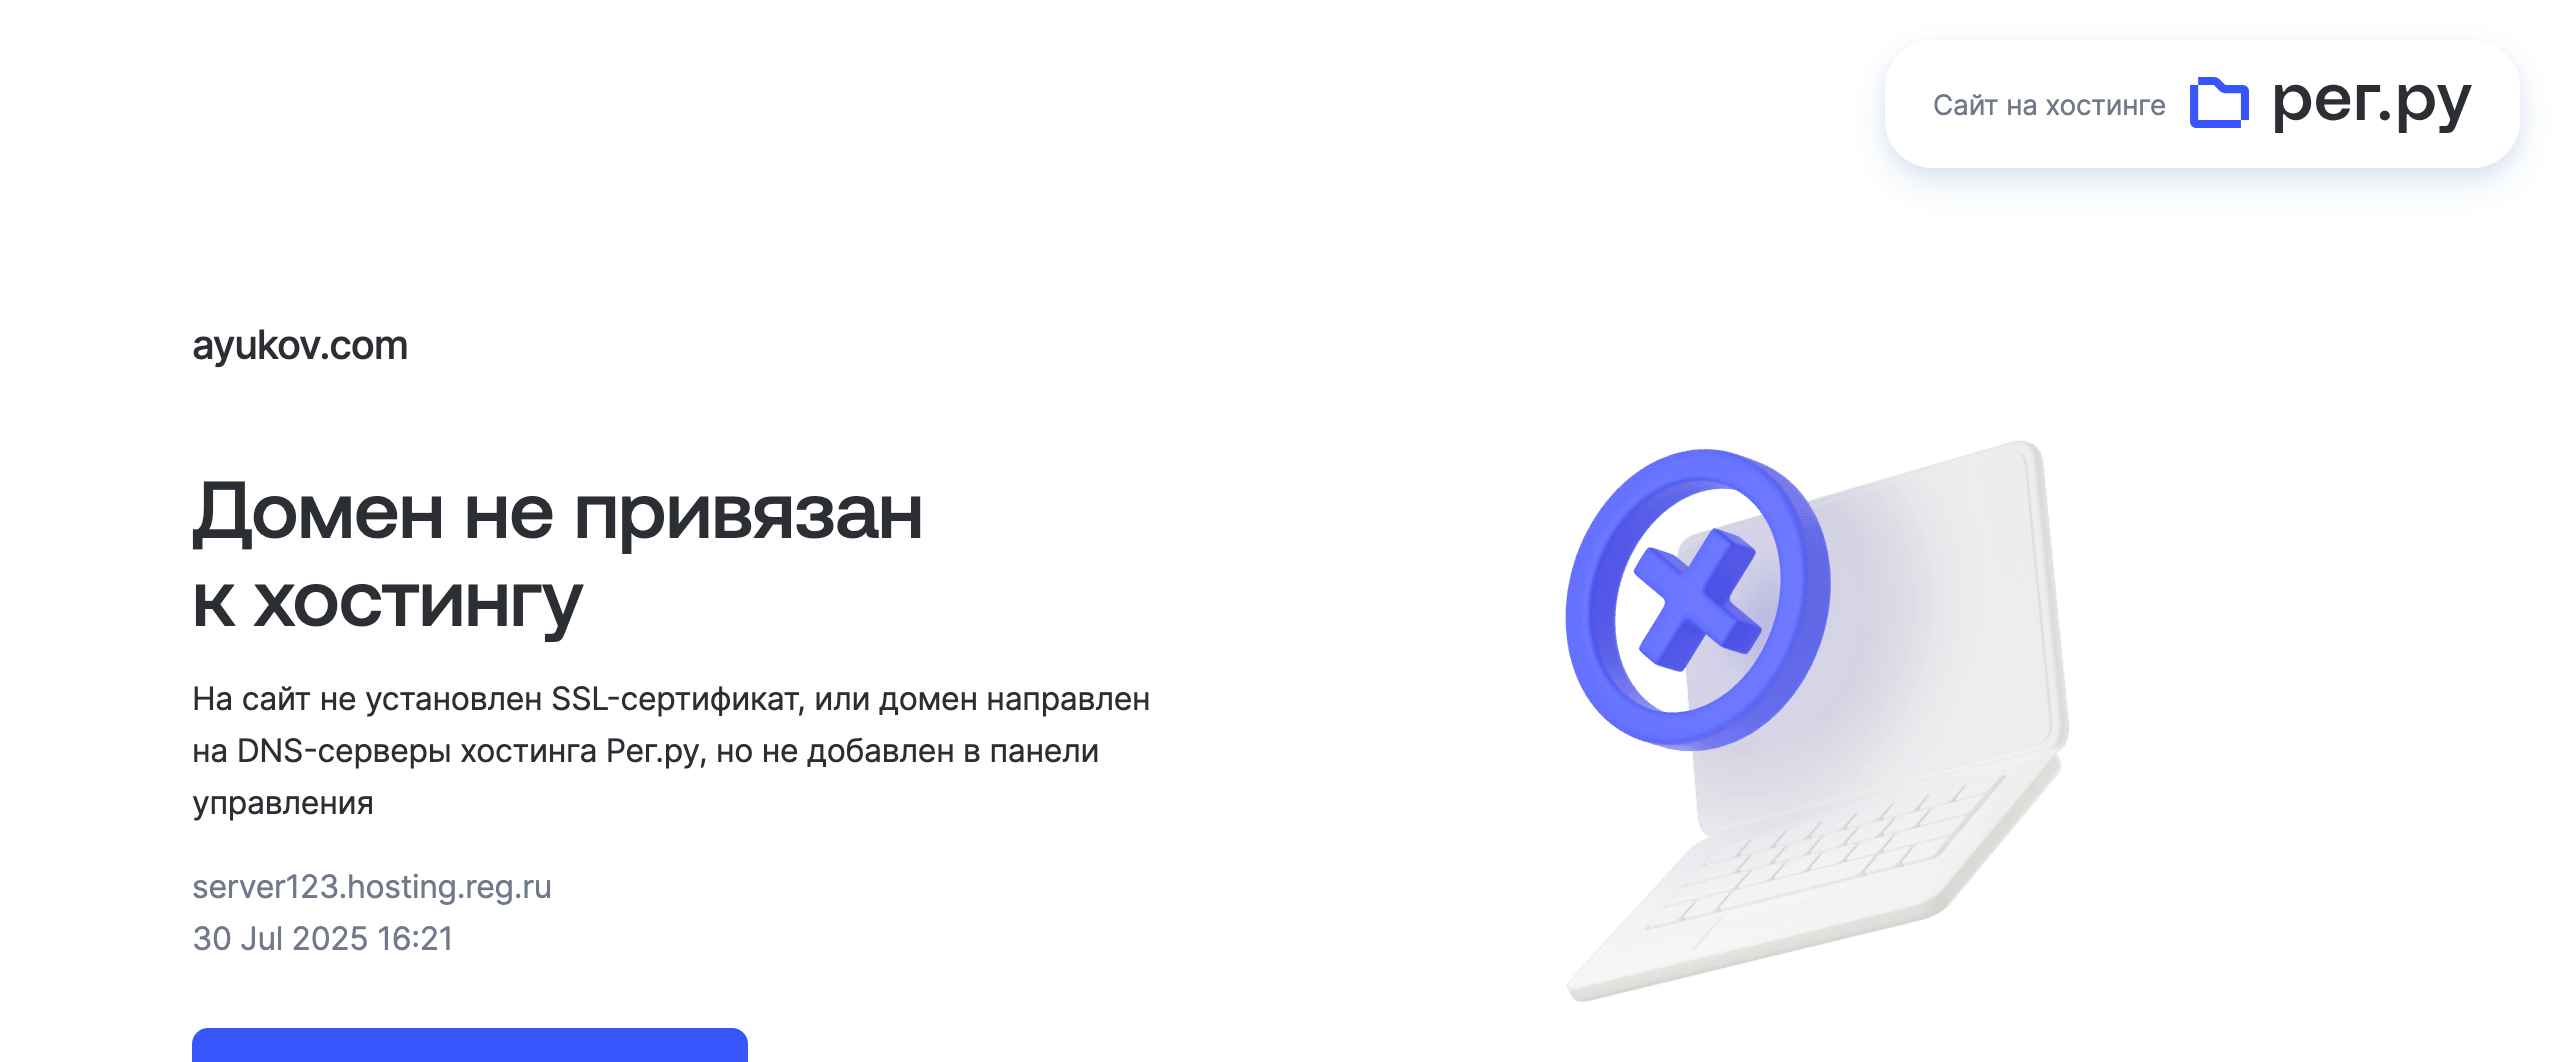 Сайт на хостинге рег.ру
ayukov.com
Домен не привязан
к хостингу
На сайт не установлен SSL-сертификат, или домен направлен
на DNS-серверы хостинга Рег.ру, но не добавлен в панели
управления
server123.hosting.reg.ru
30 Jul 2025 16:21